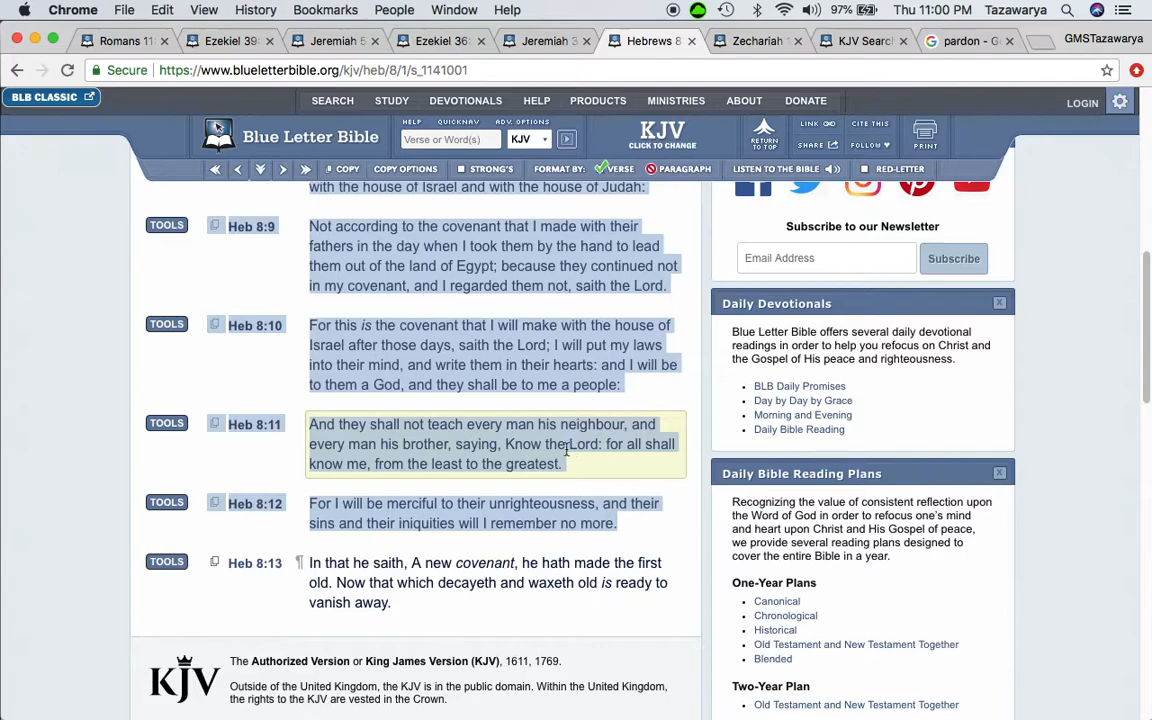 Chrome File Edit View History Bookmarks People Window Help 97% Thu 11:00 PM Tazawarya
Romans 11: Ezekiel 39: Jeremiah 5 Ezekiel 36: Jeremiah 3 Hebrews 8 Zechariah 1 KJV Searc pardon - G GMSTazawarya
Secure https://www.blueletterbible.org/kjv/heb/8/1/s_1141001
BLB CLASSIC
SEARCH STUDY DEVOTIONALS HELP PRODUCTS MINISTRIES ABOUT DONATE LOGIN
Blue Letter Bible
HELP QUICKNAV ADV. OPTIONS
Verse or Word(s) KJV
KJV
CLICK TO CHANGE
RETURN TO TOP
LINK CITE THIS
SHARE FOLLOW
PRINT
COPY COPY OPTIONS STRONG'S FORMAT BY: VERSE PARAGRAPH LISTEN TO THE BIBLE RED-LETTER
with the house of Israel and with the house of Judah:
TOOLS Heb 8:9 Not according to the covenant that I made with their
fathers in the day when I took them by the hand to lead
them out of the land of Egypt; because they continued not
in my covenant, and I regarded them not, saith the Lord.
TOOLS Heb 8:10 For this is the covenant that I will make with the house of
Israel after those days, saith the Lord; I will put my laws
into their mind, and write them in their hearts: and I will be
to them a God, and they shall be to me a people:
TOOLS Heb 8:11 And they shall not teach every man his neighbour, and
every man his brother, saying, Know the Lord: for all shall
know me, from the least to the greatest.
TOOLS Heb 8:12 For I will be merciful to their unrighteousness, and their
sins and their iniquities will I remember no more.
TOOLS Heb 8:13 ¶ In that he saith, A new covenant, he hath made the first
old. Now that which decayeth and waxeth old is ready to
vanish away.
KJV
The Authorized Version or King James Version (KJV), 1611, 1769.
Outside of the United Kingdom, the KJV is in the public domain. Within the United Kingdom,
the rights to the KJV are vested in the Crown.
Subscribe to our Newsletter
Email Address Subscribe
Daily Devotionals x
Blue Letter Bible offers several daily devotional
readings in order to help you refocus on Christ and
the Gospel of His peace and righteousness.
• BLB Daily Promises
• Day by Day by Grace
• Morning and Evening
• Daily Bible Reading
Daily Bible Reading Plans x
Recognizing the value of consistent reflection upon
the Word of God in order to refocus one's mind
and heart upon Christ and His Gospel of peace,
we provide several reading plans designed to
cover the entire Bible in a year.
One-Year Plans
• Canonical
• Chronological
• Historical
• Old Testament and New Testament Together
• Blended
Two-Year Plan
• Old Testament and New Testament Together